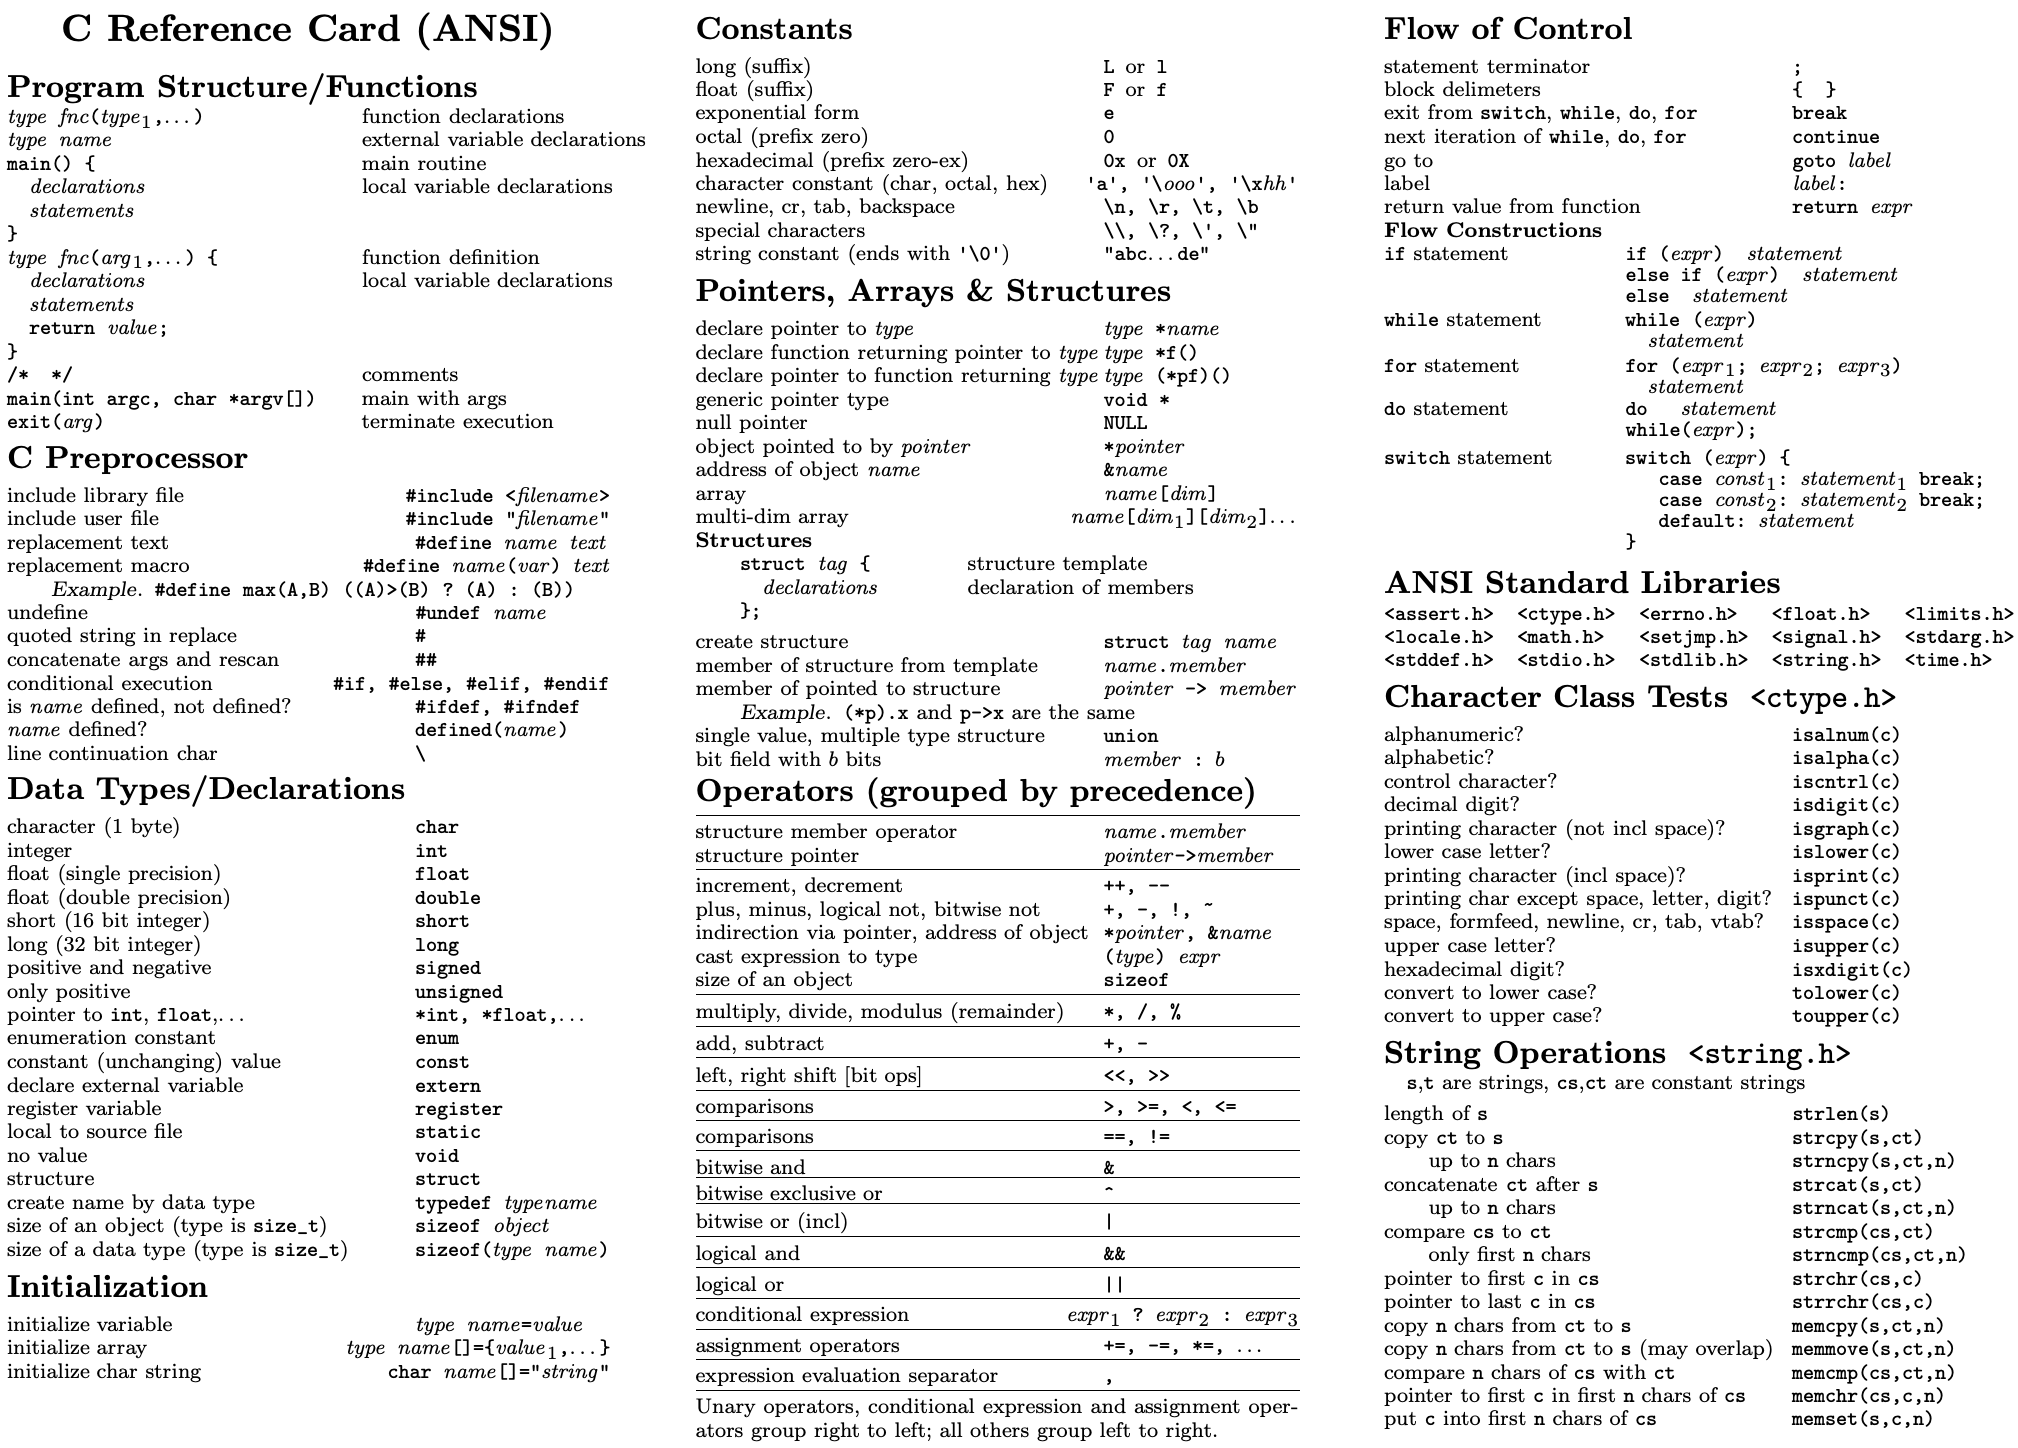 C Reference Card (ANSI)
Program Structure/Functions
type fnc(type1,...) function declarations
type name external variable declarations
main() { main routine
declarations local variable declarations
statements
}
type fnc(arg1,...) { function definition
declarations local variable declarations
statements
return value;
}
/* */ comments
main(int argc, char *argv[]) main with args
exit(arg) terminate execution
C Preprocessor
include library file #include <filename>
include user file #include "filename"
replacement text #define name text
replacement macro #define name(var) text
Example. #define max(A,B) ((A)>(B) ? (A) : (B))
undefine #undef name
quoted string in replace #
concatenate args and rescan ##
conditional execution #if, #else, #elif, #endif
is name defined, not defined? #ifdef, #ifndef
name defined? defined(name)
line continuation char \
Data Types/Declarations
character (1 byte) char
integer int
float (single precision) float
float (double precision) double
short (16 bit integer) short
long (32 bit integer) long
positive and negative signed
only positive unsigned
pointer to int, float,... *int, *float,...
enumeration constant enum
constant (unchanging) value const
declare external variable extern
register variable register
local to source file static
no value void
structure struct
create name by data type typedef typename
size of an object (type is size_t) sizeof object
size of a data type (type is size_t) sizeof(type name)
Initialization
initialize variable type name=value
initialize array type name[]={value1,...}
initialize char string char name[]="string"
Constants
long (suffix) L or l
float (suffix) F or f
exponential form e
octal (prefix zero) 0
hexadecimal (prefix zero-ex) 0x or 0X
character constant (char, octal, hex) 'a', '\ooo', '\xhh'
newline, cr, tab, backspace \n, \r, \t, \b
special characters \\, \?, \', \"
string constant (ends with '\0') "abc...de"
Pointers, Arrays & Structures
declare pointer to type type *name
declare function returning pointer to type type *f()
declare pointer to function returning type type (*pf)()
generic pointer type void *
null pointer NULL
object pointed to by pointer *pointer
address of object name &name
array name[dim]
multi-dim array name[dim1][dim2]...
Structures
struct tag { structure template
declarations declaration of members
};
create structure struct tag name
member of structure from template name.member
member of pointed to structure pointer -> member
Example. (*p).x and p->x are the same
single value, multiple type structure union
bit field with b bits member : b
Operators (grouped by precedence)
structure member operator name.member
structure pointer pointer->member
increment, decrement ++, --
plus, minus, logical not, bitwise not +, -, !, ~
indirection via pointer, address of object *pointer, &name
cast expression to type (type) expr
size of an object sizeof
multiply, divide, modulus (remainder) *, /, %
add, subtract +, -
left, right shift [bit ops] <<, >>
comparisons >, >=, <, <=
comparisons ==, !=
bitwise and &
bitwise exclusive or ^
bitwise or (incl) |
logical and &&
logical or ||
conditional expression expr1 ? expr2 : expr3
assignment operators +=, -=, *=, ...
expression evaluation separator ,
Unary operators, conditional expression and assignment oper-
ators group right to left; all others group left to right.
Flow of Control
statement terminator ;
block delimeters { }
exit from switch, while, do, for break
next iteration of while, do, for continue
go to goto label
label label:
return value from function return expr
Flow Constructions
if statement if (expr) statement
else if (expr) statement
else statement
while statement while (expr)
statement
for statement for (expr1; expr2; expr3)
statement
do statement do statement
while(expr);
switch statement switch (expr) {
case const1: statement1 break;
case const2: statement2 break;
default: statement
}
ANSI Standard Libraries
<assert.h> <ctype.h> <errno.h> <float.h> <limits.h>
<locale.h> <math.h> <setjmp.h> <signal.h> <stdarg.h>
<stddef.h> <stdio.h> <stdlib.h> <string.h> <time.h>
Character Class Tests <ctype.h>
alphanumeric? isalnum(c)
alphabetic? isalpha(c)
control character? iscntrl(c)
decimal digit? isdigit(c)
printing character (not incl space)? isgraph(c)
lower case letter? islower(c)
printing character (incl space)? isprint(c)
printing char except space, letter, digit? ispunct(c)
space, formfeed, newline, cr, tab, vtab? isspace(c)
upper case letter? isupper(c)
hexadecimal digit? isxdigit(c)
convert to lower case? tolower(c)
convert to upper case? toupper(c)
String Operations <string.h>
s,t are strings, cs,ct are constant strings
length of s strlen(s)
copy ct to s strcpy(s,ct)
up to n chars strncpy(s,ct,n)
concatenate ct after s strcat(s,ct)
up to n chars strncat(s,ct,n)
compare cs to ct strcmp(cs,ct)
only first n chars strncmp(cs,ct,n)
pointer to first c in cs strchr(cs,c)
pointer to last c in cs strrchr(cs,c)
copy n chars from ct to s memcpy(s,ct,n)
copy n chars from ct to s (may overlap) memmove(s,ct,n)
compare n chars of cs with ct memcmp(cs,ct,n)
pointer to first c in first n chars of cs memchr(cs,c,n)
put c into first n chars of cs memset(s,c,n)